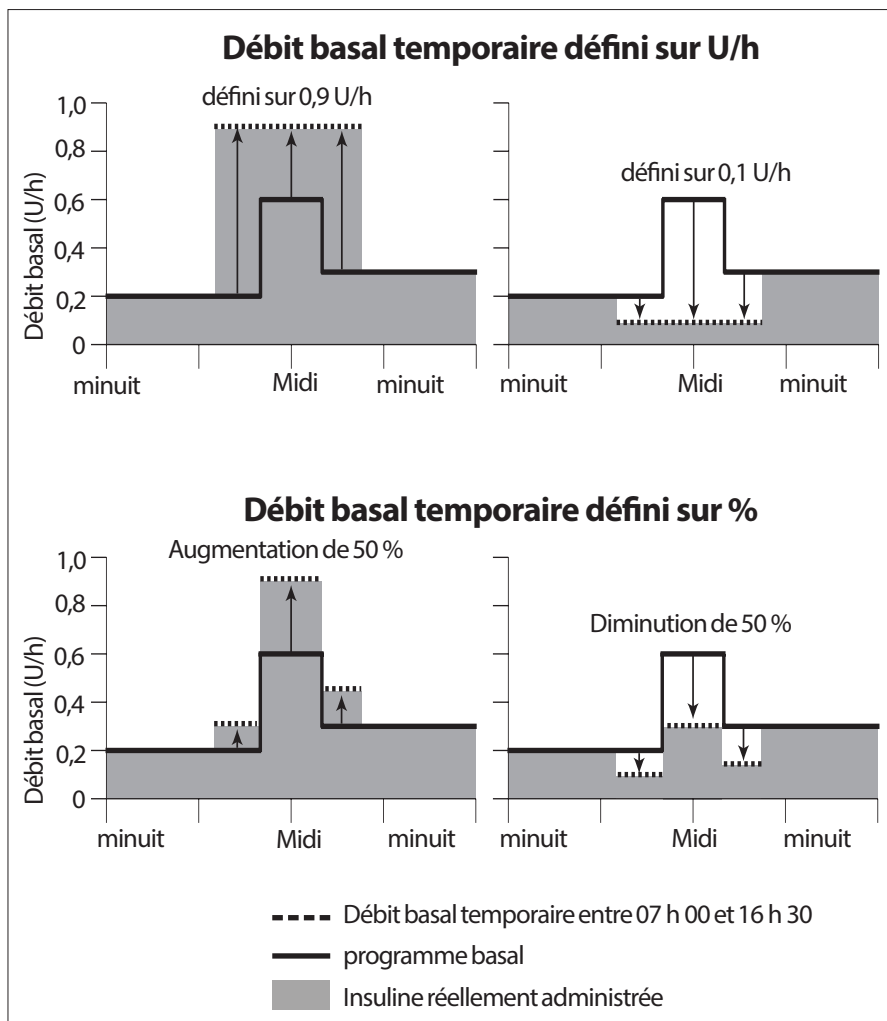 Débit basal temporaire défini sur U/h
défini sur 0,9 U/h
défini sur 0,1 U/h
Débit basal (U/h)
1,0
0,8
0,6
0,4
0,2
0
minuit
Midi
minuit
Midi
minuit
Débit basal temporaire défini sur %
Augmentation de 50 %
Diminution de 50 %
Débit basal (U/h)
1,0
0,8
0,6
0,4
0,2
0
minuit
Midi
minuit
Midi
minuit
Débit basal temporaire entre 07 h 00 et 16 h 30
programme basal
Insuline réellement administrée